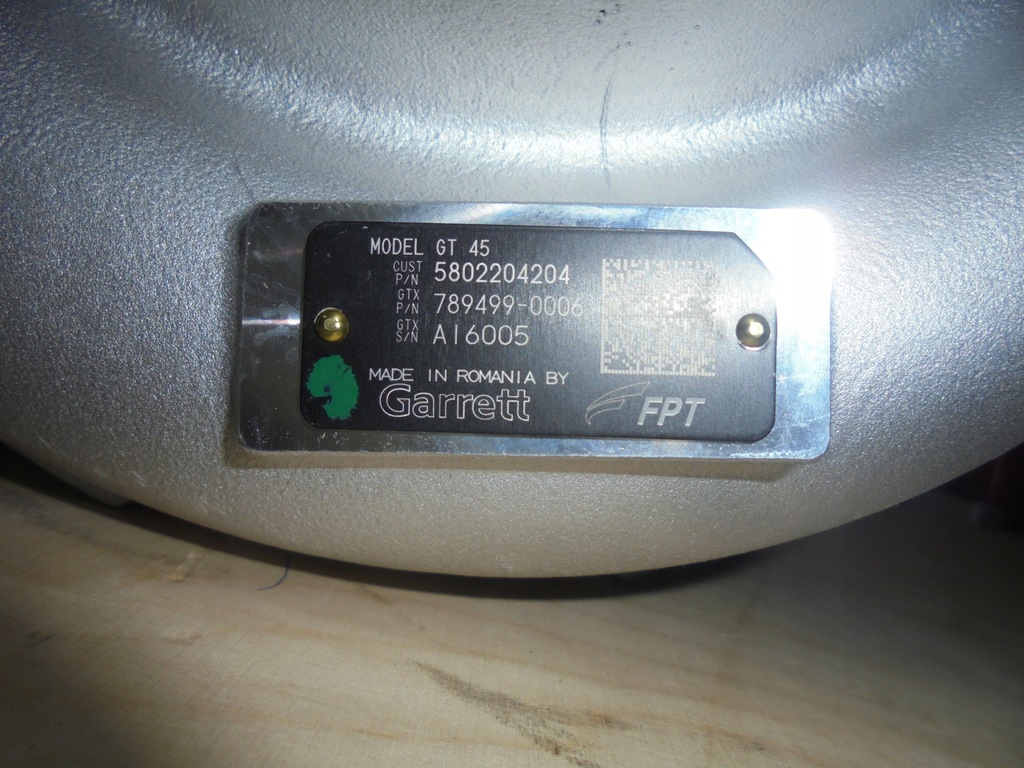 MODEL GT 45
CUST P/N 5802204204
GTX P/N 789499-0006
GTX S/N AI6005
MADE IN ROMANIA BY
Garrett
FPT